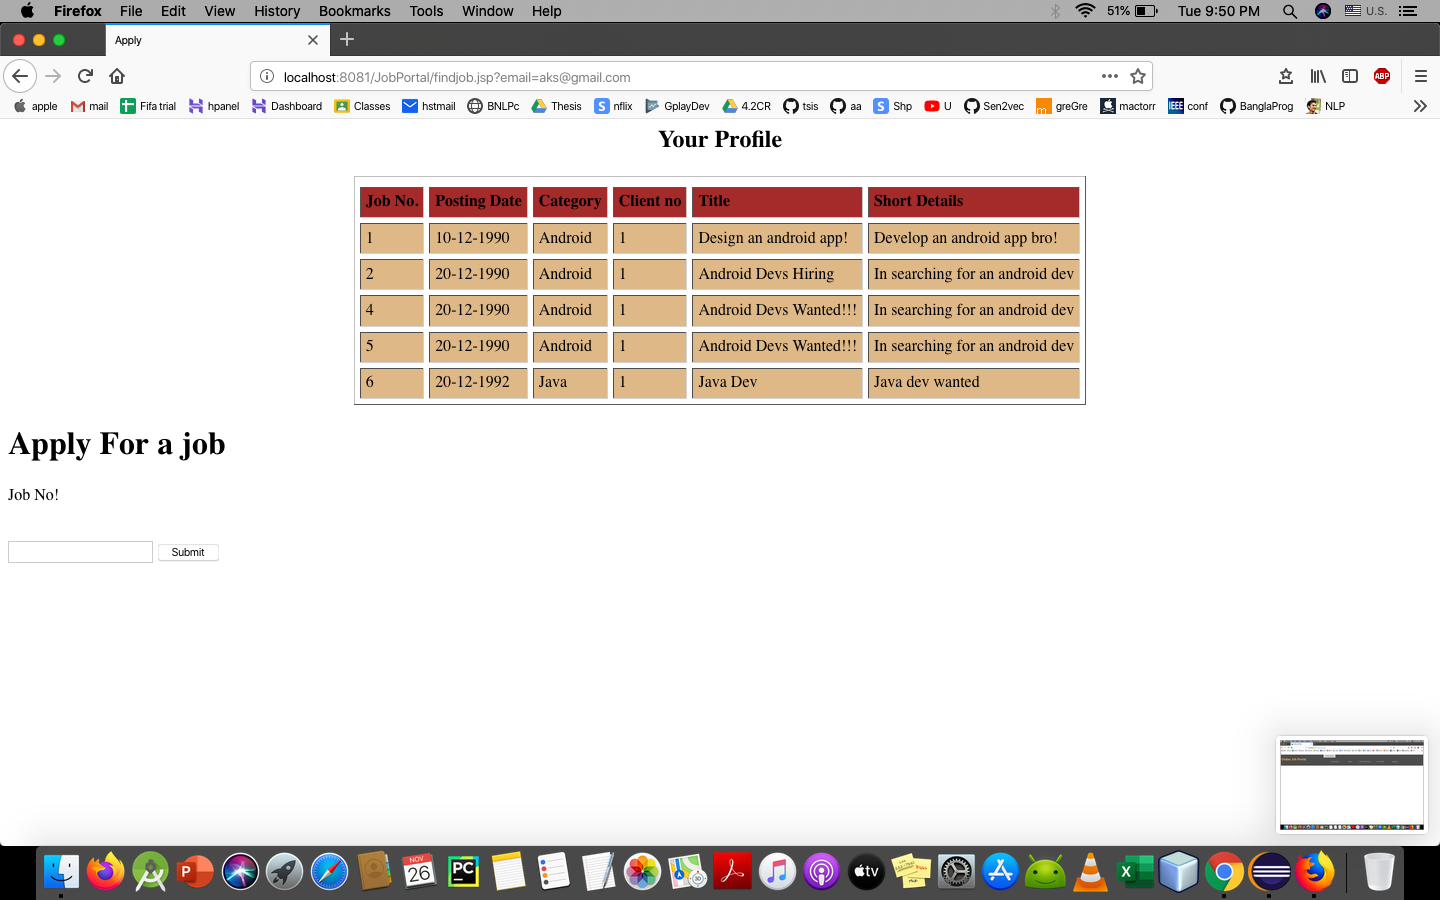 Firefox File Edit View History Bookmarks Tools Window Help 51% Tue 9:50 PM U.S.
Apply
localhost:8081/JobPortal/findjob.jsp?email=aks@gmail.com ABP
apple mail Fifa trial hpanel Dashboard Classes hstmail BNLPc Thesis nflix GplayDev 4.2CR tsis aa Shp U Sen2vec greGre mactorr conf BanglaProg NLP
Your Profile
Job No. Posting Date Category Client no Title Short Details
1 10-12-1990 Android 1 Design an android app! Develop an android app bro!
2 20-12-1990 Android 1 Android Devs Hiring In searching for an android dev
4 20-12-1990 Android 1 Android Devs Wanted!!! In searching for an android dev
5 20-12-1990 Android 1 Android Devs Wanted!!! In searching for an android dev
6 20-12-1992 Java 1 Java Dev Java dev wanted
Apply For a job
Job No!
Submit
NOV
26
PC
P
tv
X